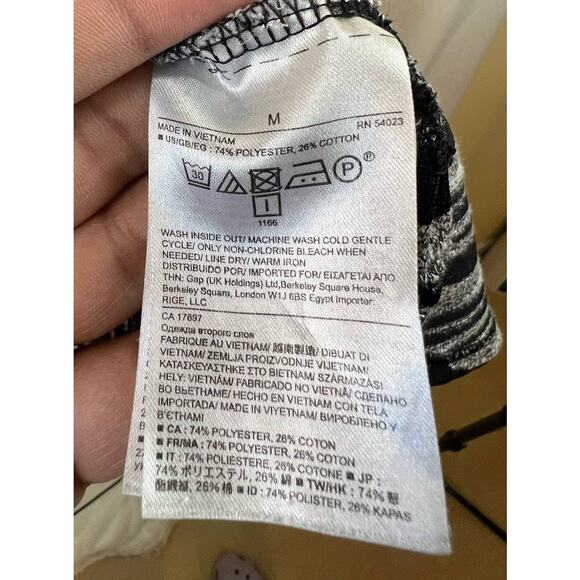 M
MADE IN VIETNAM RN 54023
■ US/GB/EG : 74% POLYESTER, 26% COTTON
30 P ®
1166
WASH INSIDE OUT/ MACHINE WASH COLD GENTLE
CYCLE/ ONLY NON-CHLORINE BLEACH WHEN
NEEDED/ LINE DRY/ WARM IRON
DISTRIBUIDO POR/ IMPORTED FOR/ ΕΙΣΑΓΕΤΑΙ ΑΠΟ
ΤΗΝ: Gap (UK Holdings) Ltd,Berkeley Square House,
Berkeley Square, London W1J 6BS Egypt importer:
RIGE, LLC
CA 17897
Одежда второго слоя
FABRIQUE AU VIETNAM/ 越南製造/ DIBUAT DI
VIETNAM/ ZEMLJA PROIZVODNJE VIJETNAM/
ΚΑΤΑΣΚΕΥΑΣΤΗΚΕ ΣΤΟ ΒΙΕΤΝΑΜ/ SZÁRMAZÁSI
HELY: VIETNÁM/ FABRICADO NO VIETNÃ/ СДЕЛАНО
ВО ВЬЕТНАМЕ/ HECHO EN VIETNAM CON TELA
IMPORTADA/ MADE IN VIYETNAM/ ВИРОБЛЕНО У
В'ЄТНАМІ
■ CA : 74% POLYESTER, 26% COTTON
■ FR/MA : 74% POLYESTER, 26% COTON
■ IT : 74% POLIESTERE, 26% COTONE ■ JP :
74% ポリエステル, 26% 綿 ■ TW/HK : 74% 聚
酯纖維, 26% 棉 ■ ID : 74% POLISTER, 26% KAPAS